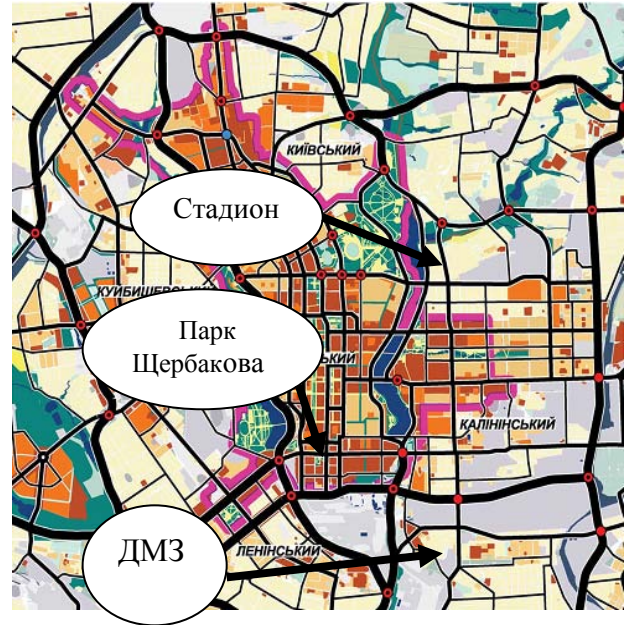 КИЇВСЬКИЙ
Стадион
КУЙБИШЕВСЬКИЙ
Парк
Щербакова
КАЛІНІНСЬКИЙ
ДМЗ
ЛЕНІНСЬКИЙ